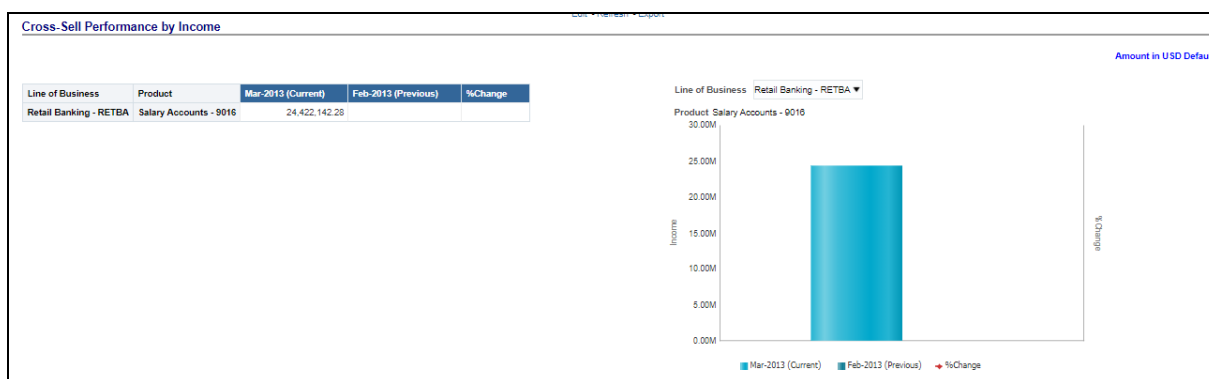 Edit - Refresh - Export
Cross-Sell Performance by Income
Amount in USD Defau
Line of Business Product Mar-2013 (Current) Feb-2013 (Previous) %Change
Retail Banking - RETBA Salary Accounts - 9016 24,422,142.28
Line of Business Retail Banking - RETBA
Product Salary Accounts - 9016
30.00M
25.00M
20.00M
15.00M
10.00M
5.00M
0.00M
Income
%Change
Mar-2013 (Current) Feb-2013 (Previous) %Change